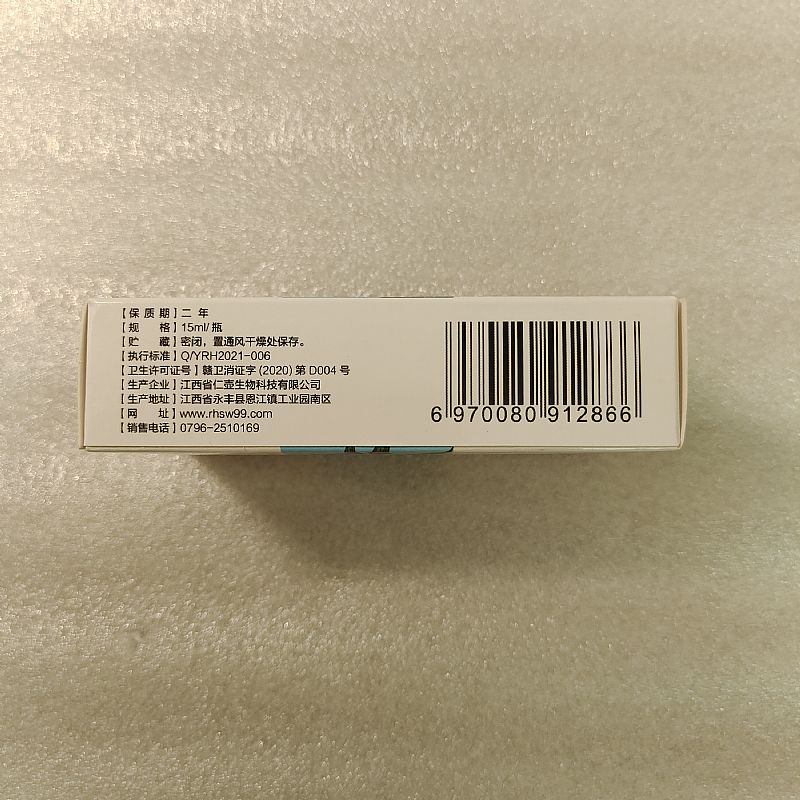 【保质期】二年
【规 格】15ml/瓶
【贮 藏】密闭，置通风干燥处保存。
【执行标准】Q/YRH2021-006
【卫生许可证号】赣卫消证字(2020)第D004号
【生产企业】江西省仁壶生物科技有限公司
【生产地址】江西省永丰县恩江镇工业园南区
【网 址】www.rhsw99.com
【销售电话】0796-2510169
6 970080 912866